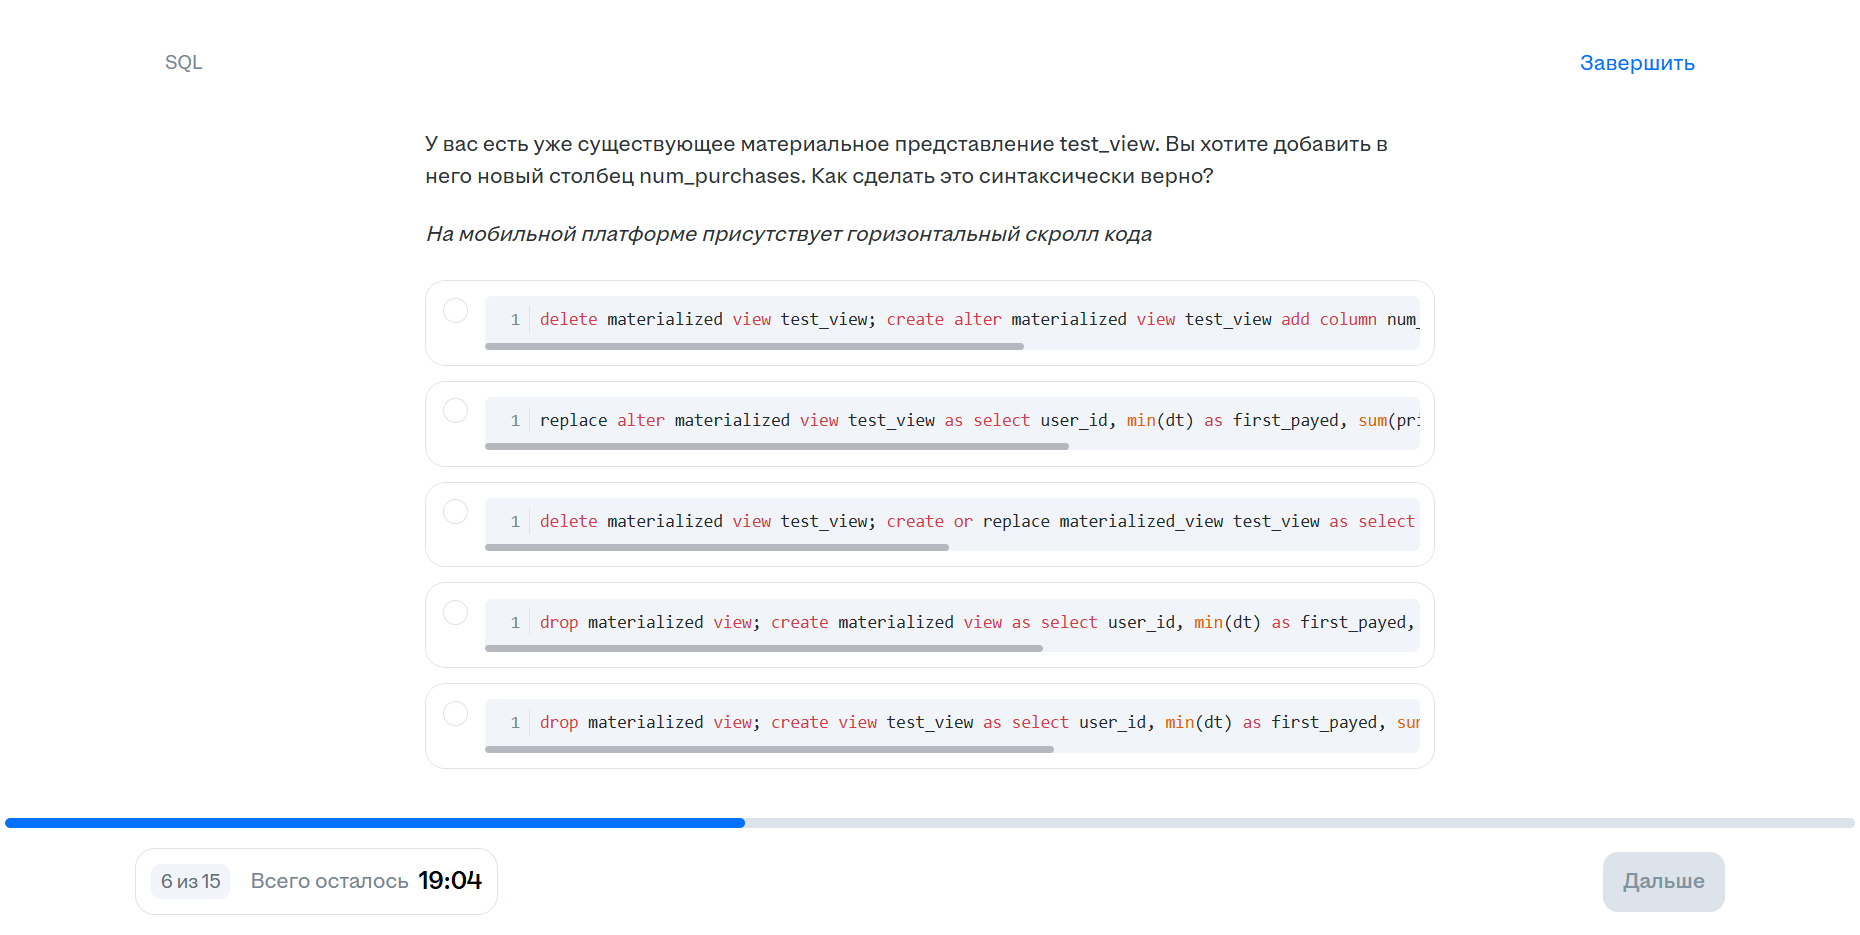 SQL
Завершить
У вас есть уже существующее материальное представление test_view. Вы хотите добавить в
него новый столбец num_purchases. Как сделать это синтаксически верно?
На мобильной платформе присутствует горизонтальный скролл кода
1 delete materialized view test_view; create alter materialized view test_view add column num_
1 replace alter materialized view test_view as select user_id, min(dt) as first_payed, sum(pri
1 delete materialized view test_view; create or replace materialized_view test_view as select
1 drop materialized view; create materialized view as select user_id, min(dt) as first_payed,
1 drop materialized view; create view test_view as select user_id, min(dt) as first_payed, sum
6 из 15 Всего осталось 19:04
Дальше